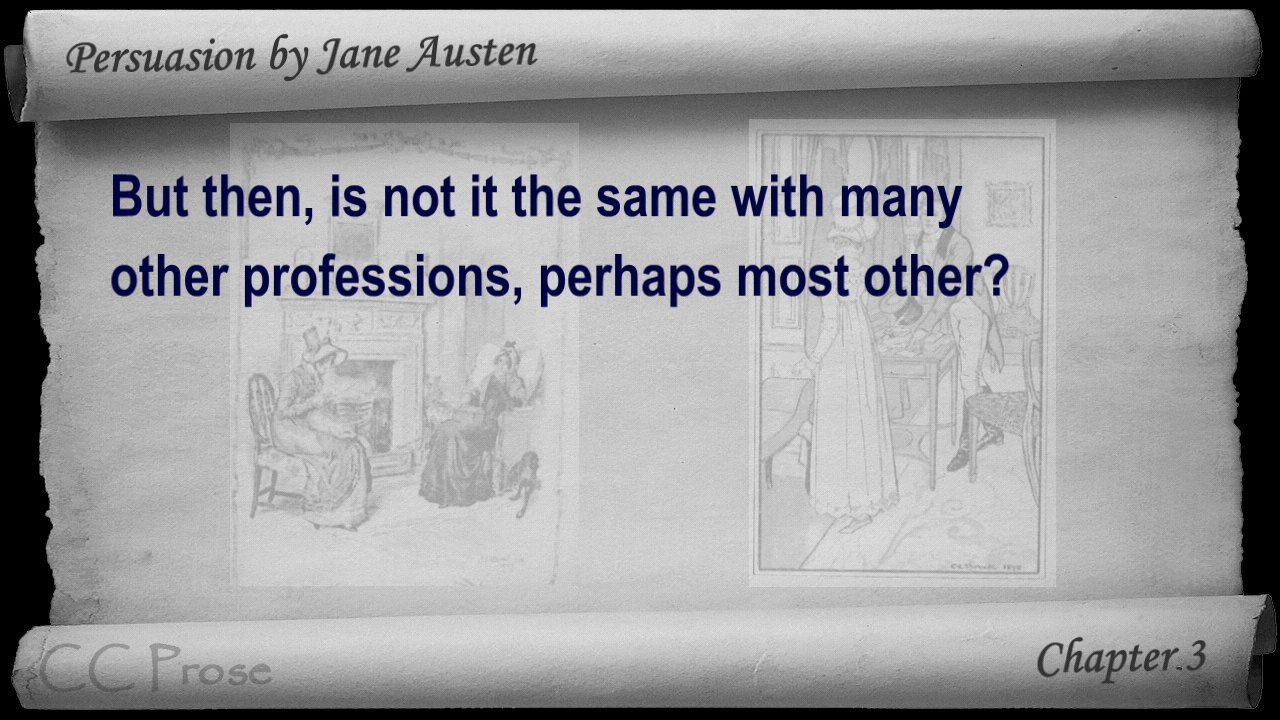 Persuasion by Jane Austen
But then, is not it the same with many
other professions, perhaps most other?
CC Prose
Chapter.3